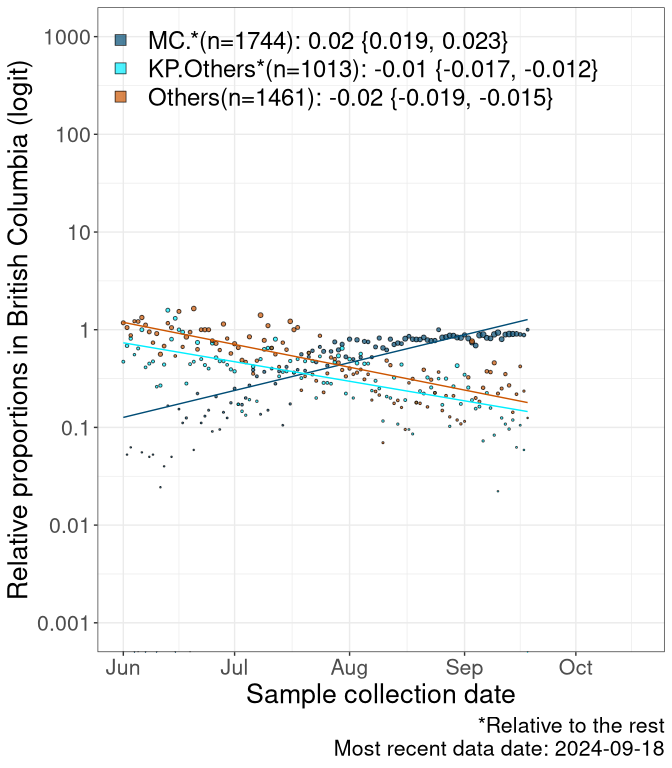 MC.*(n=1744): 0.02 {0.019, 0.023}
KP.Others*(n=1013): -0.01 {-0.017, -0.012}
Others(n=1461): -0.02 {-0.019, -0.015}
Relative proportions in British Columbia (logit)
1000
100
10
1
0.1
0.01
0.001
Jun Jul Aug Sep Oct
Sample collection date
*Relative to the rest
Most recent data date: 2024-09-18